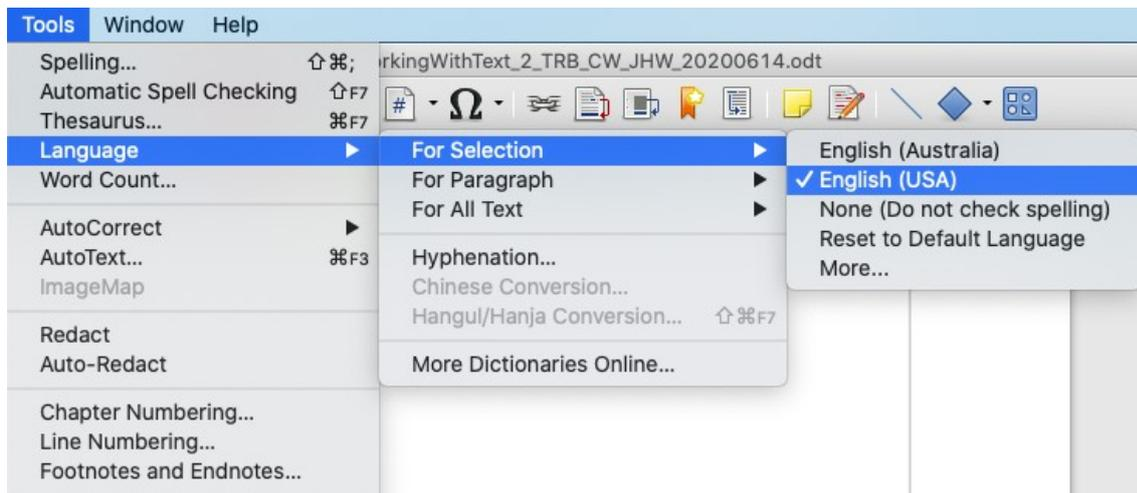 Tools Window Help
rkingWithText_2_TRB_CW_JHW_20200614.odt
Spelling... ⇧⌘;
Automatic Spell Checking ⇧F7
Thesaurus... ⌘F7
Language ▶
Word Count...
AutoCorrect ▶
AutoText... ⌘F3
ImageMap
Redact
Auto-Redact
Chapter Numbering...
Line Numbering...
Footnotes and Endnotes...
For Selection ▶
For Paragraph ▶
For All Text ▶
Hyphenation...
Chinese Conversion...
Hangul/Hanja Conversion... ⇧⌘F7
More Dictionaries Online...
English (Australia)
✓ English (USA)
None (Do not check spelling)
Reset to Default Language
More...